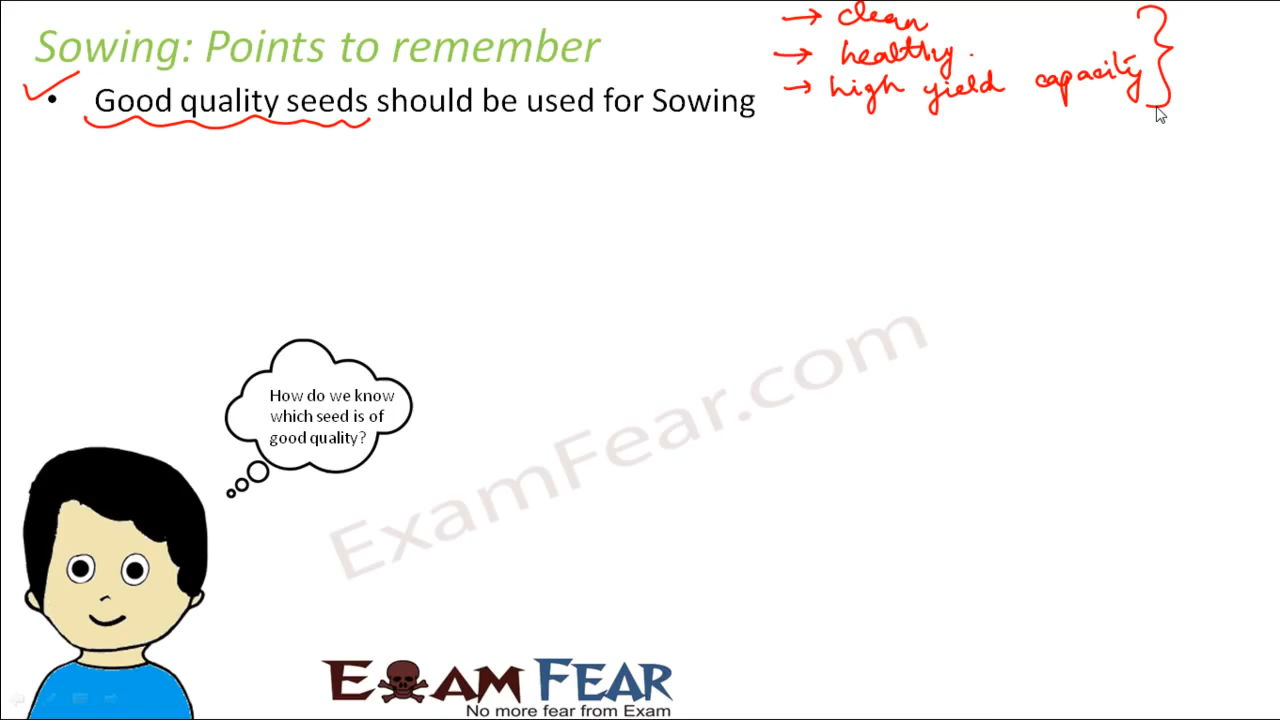 Sowing: Points to remember
→ clean
→ healthy.
→ high yield capacity
• Good quality seeds should be used for Sowing
How do we know
which seed is of
good quality?
ExamFear.com
EXAM FEAR
No more fear from Exam